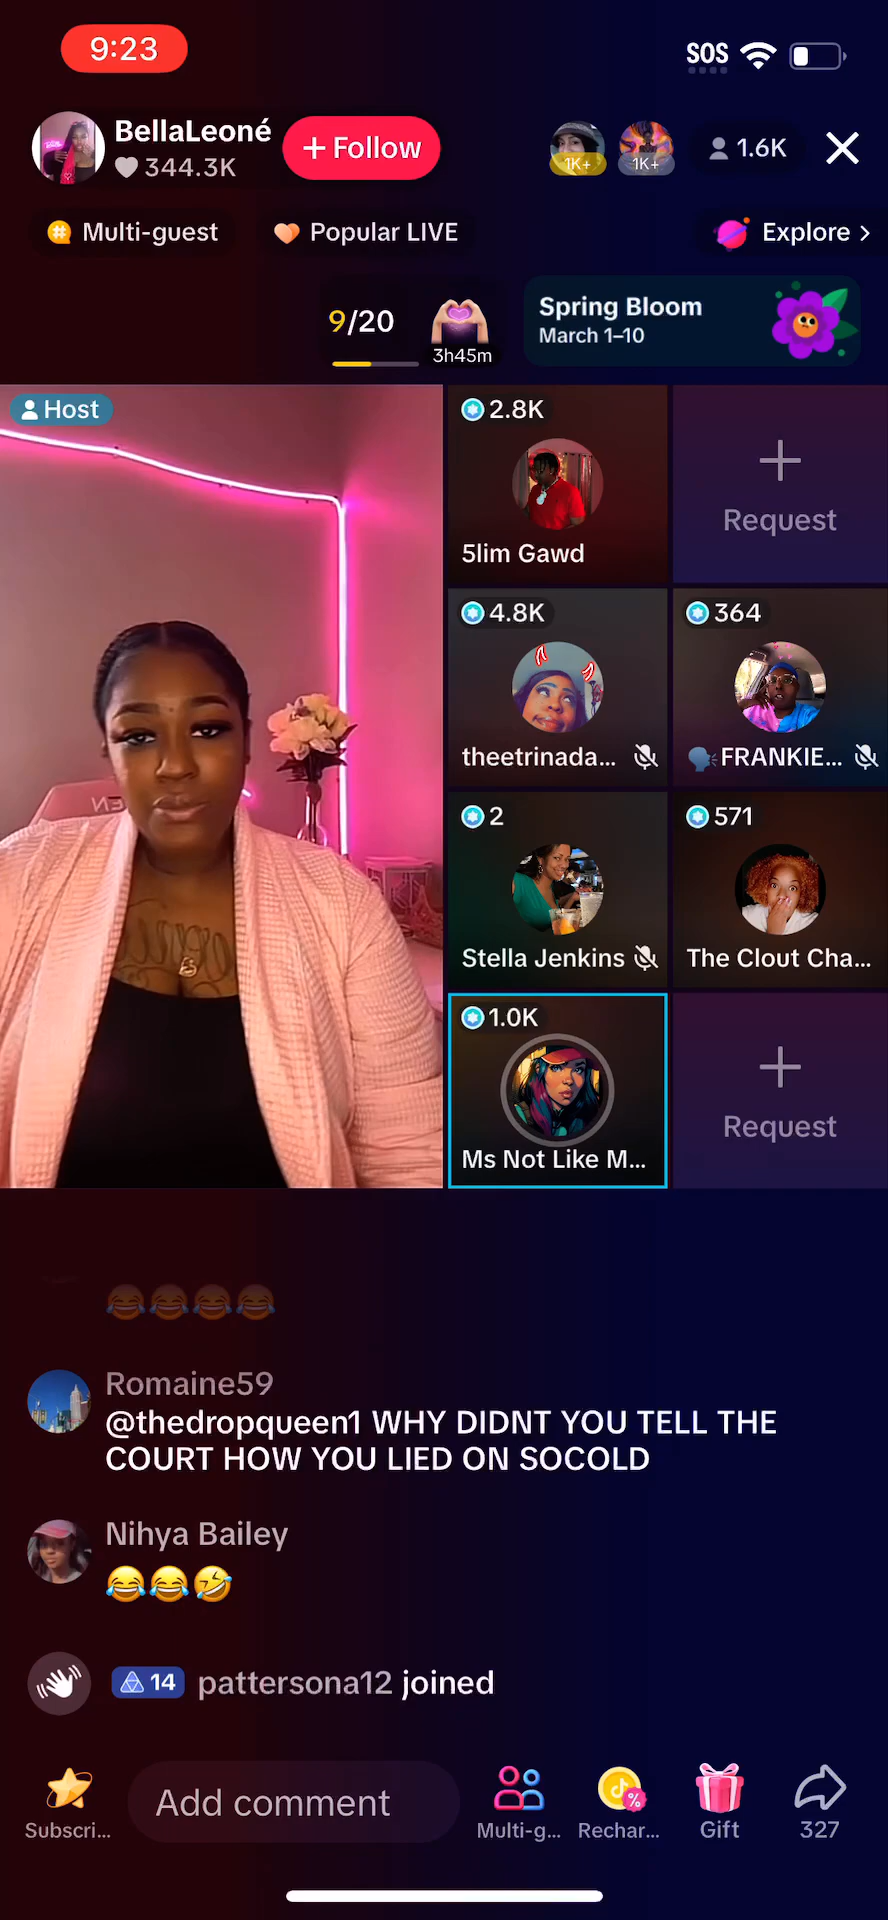 9:23
SOS
BellaLeoné
344.3K
+ Follow
1K+
1K+
1.6K
Multi-guest
Popular LIVE
Explore >
9/20
3h45m
Spring Bloom
March 1–10
Host
2.8K
5lim Gawd
Request
4.8K
theetrinada...
364
FRANKIE...
2
Stella Jenkins
571
The Clout Cha...
1.0K
Ms Not Like M...
Request
😂😂😂😂
Romaine59
@thedropqueen1 WHY DIDNT YOU TELL THE
COURT HOW YOU LIED ON SOCOLD
Nihya Bailey
😂😂🤣
14 pattersona12 joined
Subscri...
Add comment
Multi-g...
Rechar...
Gift
327